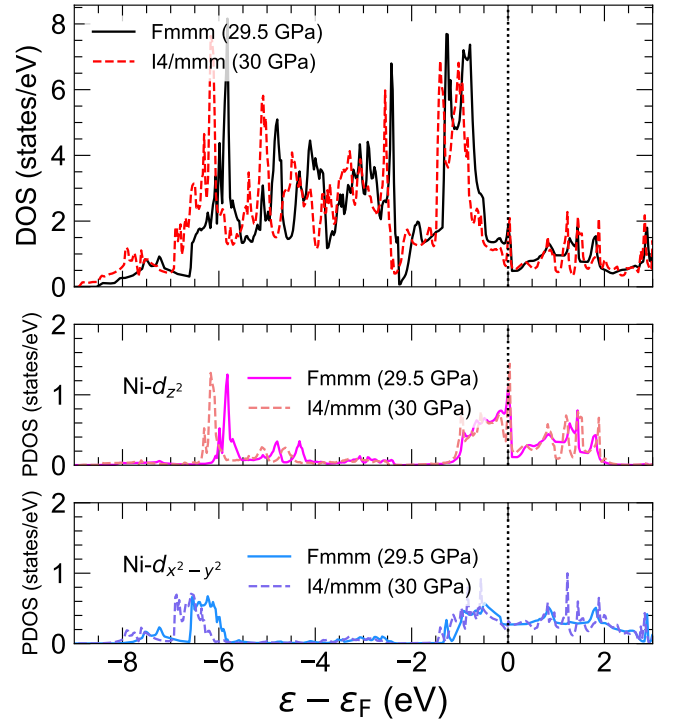 DOS (states/eV)
8
6
4
2
0
Fmmm (29.5 GPa)
I4/mmm (30 GPa)
PDOS (states/eV)
2
1
0
Ni-d_{z^2}
Fmmm (29.5 GPa)
I4/mmm (30 GPa)
PDOS (states/eV)
2
1
0
Ni-d_{x^2-y^2}
Fmmm (29.5 GPa)
I4/mmm (30 GPa)
−8 −6 −4 −2 0 2
ε − ε_F (eV)